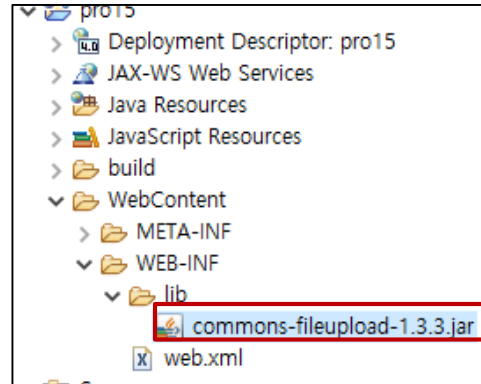 pro15
Deployment Descriptor: pro15
JAX-WS Web Services
Java Resources
JavaScript Resources
build
WebContent
META-INF
WEB-INF
lib
commons-fileupload-1.3.3.jar
web.xml